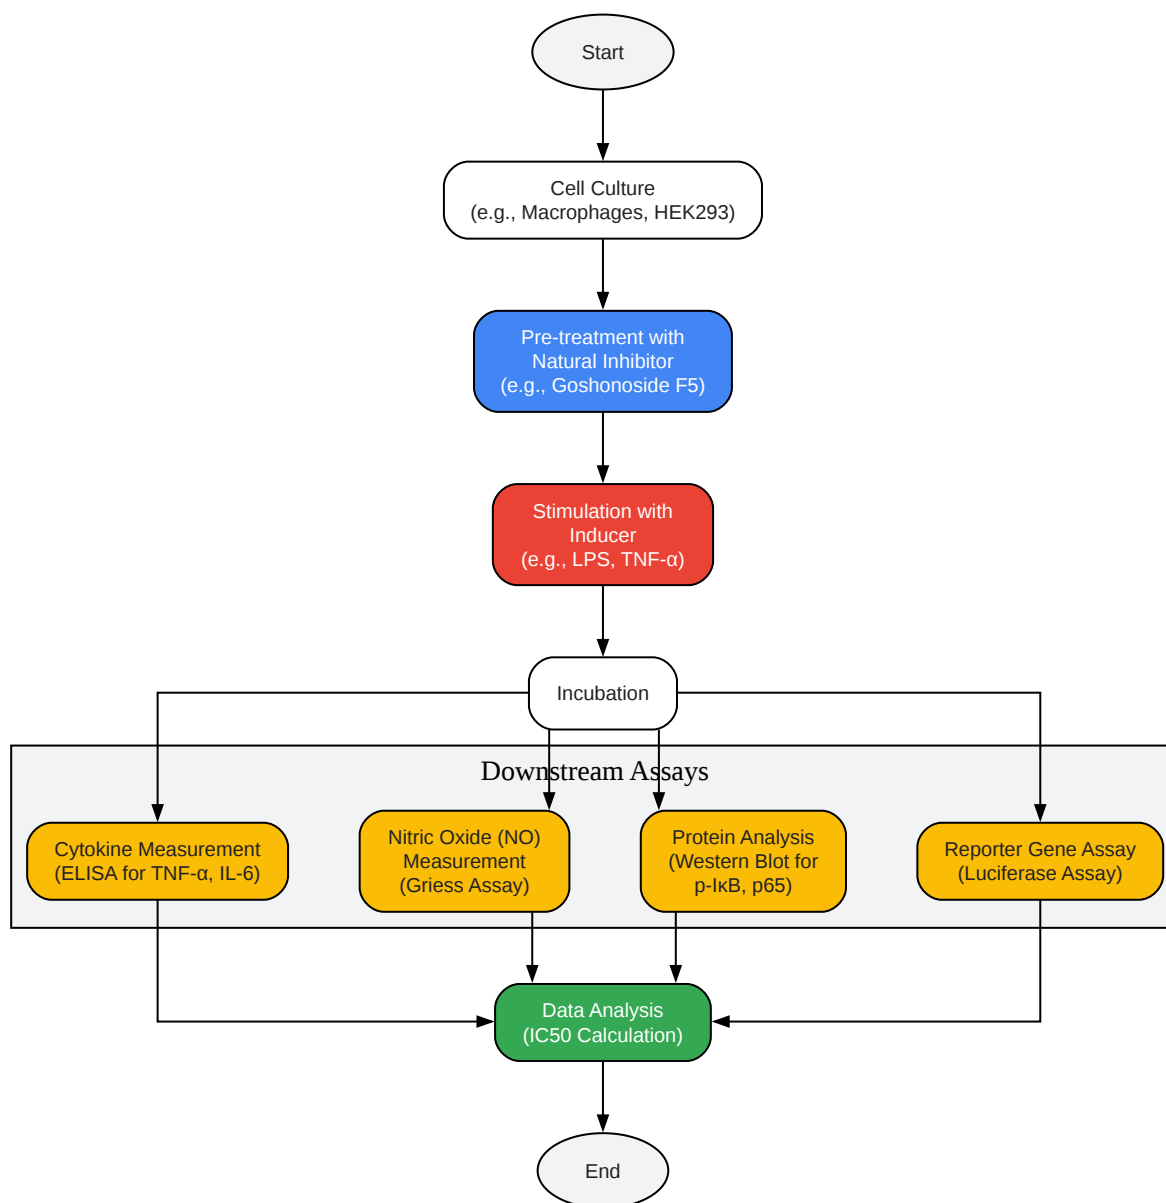 Start
Cell Culture
(e.g., Macrophages, HEK293)
Pre-treatment with
Natural Inhibitor
(e.g., Goshonoside F5)
Stimulation with
Inducer
(e.g., LPS, TNF-α)
Incubation
Downstream Assays
Cytokine Measurement
(ELISA for TNF-α, IL-6)
Nitric Oxide (NO)
Measurement
(Griess Assay)
Protein Analysis
(Western Blot for
p-IκB, p65)
Reporter Gene Assay
(Luciferase Assay)
Data Analysis
(IC50 Calculation)
End